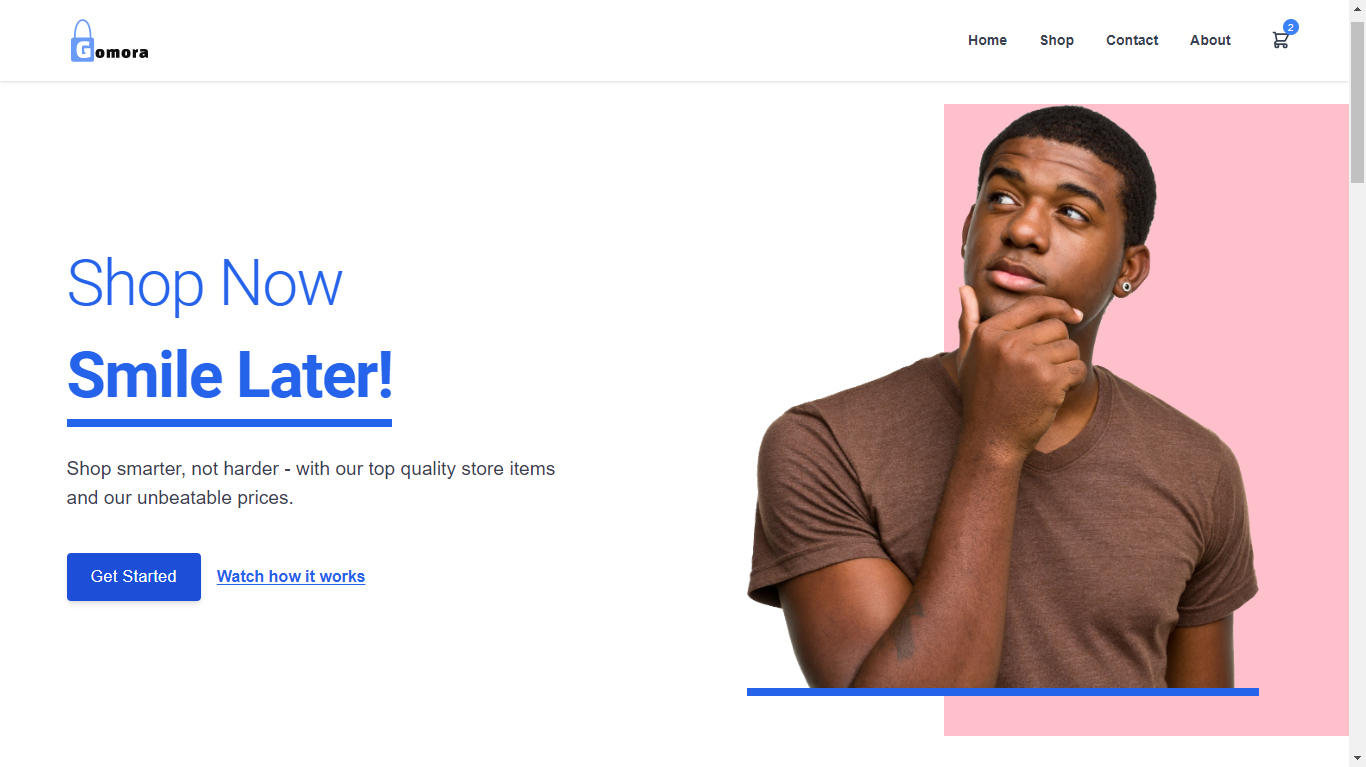 Gomora
Home Shop Contact About 2
Shop Now
Smile Later!
Shop smarter, not harder - with our top quality store items
and our unbeatable prices.
Get Started Watch how it works